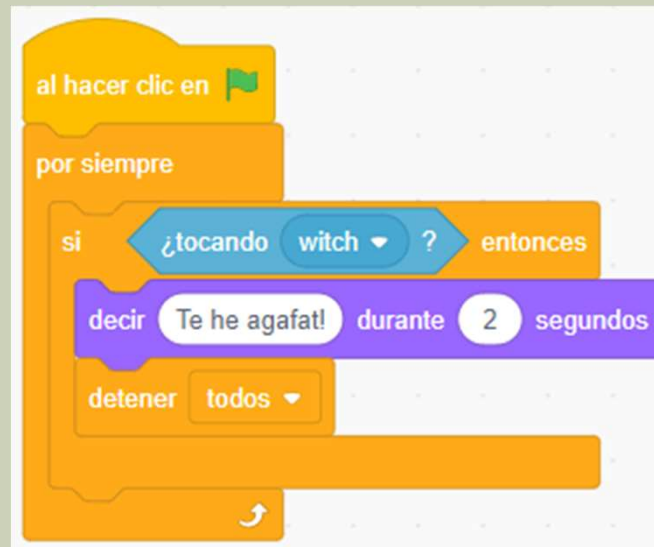 al hacer clic en
por siempre
si ¿tocando witch ? entonces
decir Te he agafat! durante 2 segundos
detener todos